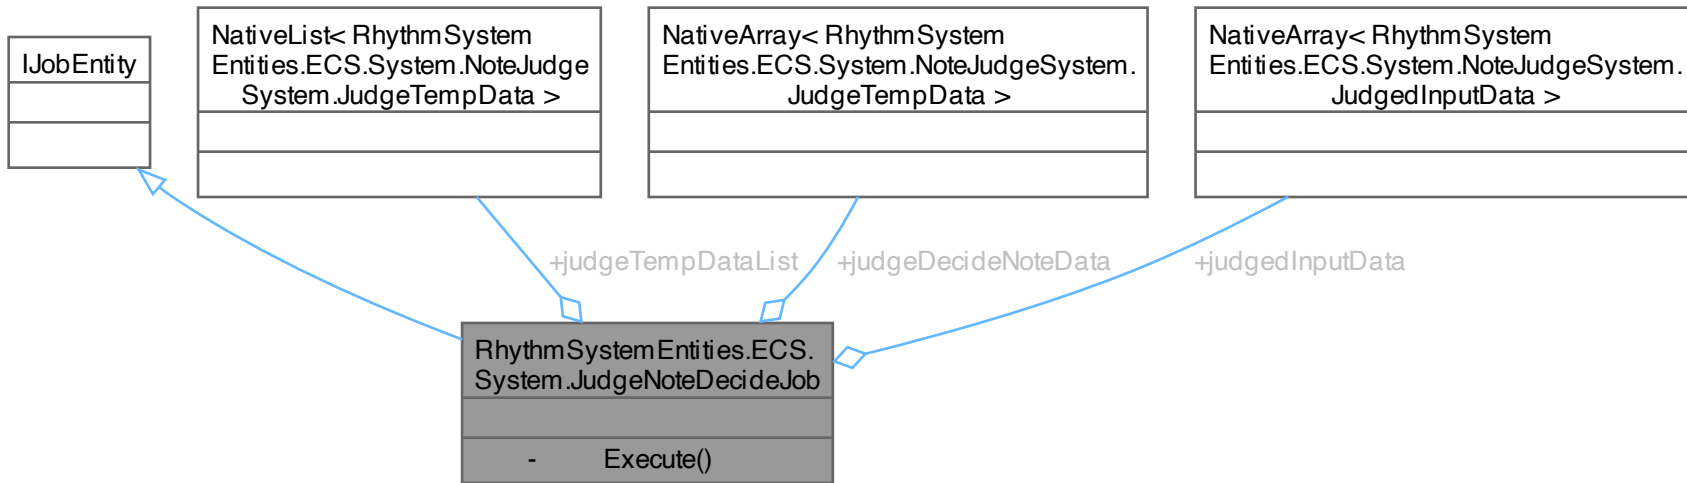 IJobEntity
NativeList< RhythmSystem
Entities.ECS.System.NoteJudge
System.JudgeTempData >
NativeArray< RhythmSystem
Entities.ECS.System.NoteJudgeSystem.
JudgeTempData >
NativeArray< RhythmSystem
Entities.ECS.System.NoteJudgeSystem.
JudgedInputData >
+judgeTempDataList
+judgeDecideNoteData
+judgedInputData
RhythmSystemEntities.ECS.
System.JudgeNoteDecideJob
- Execute()